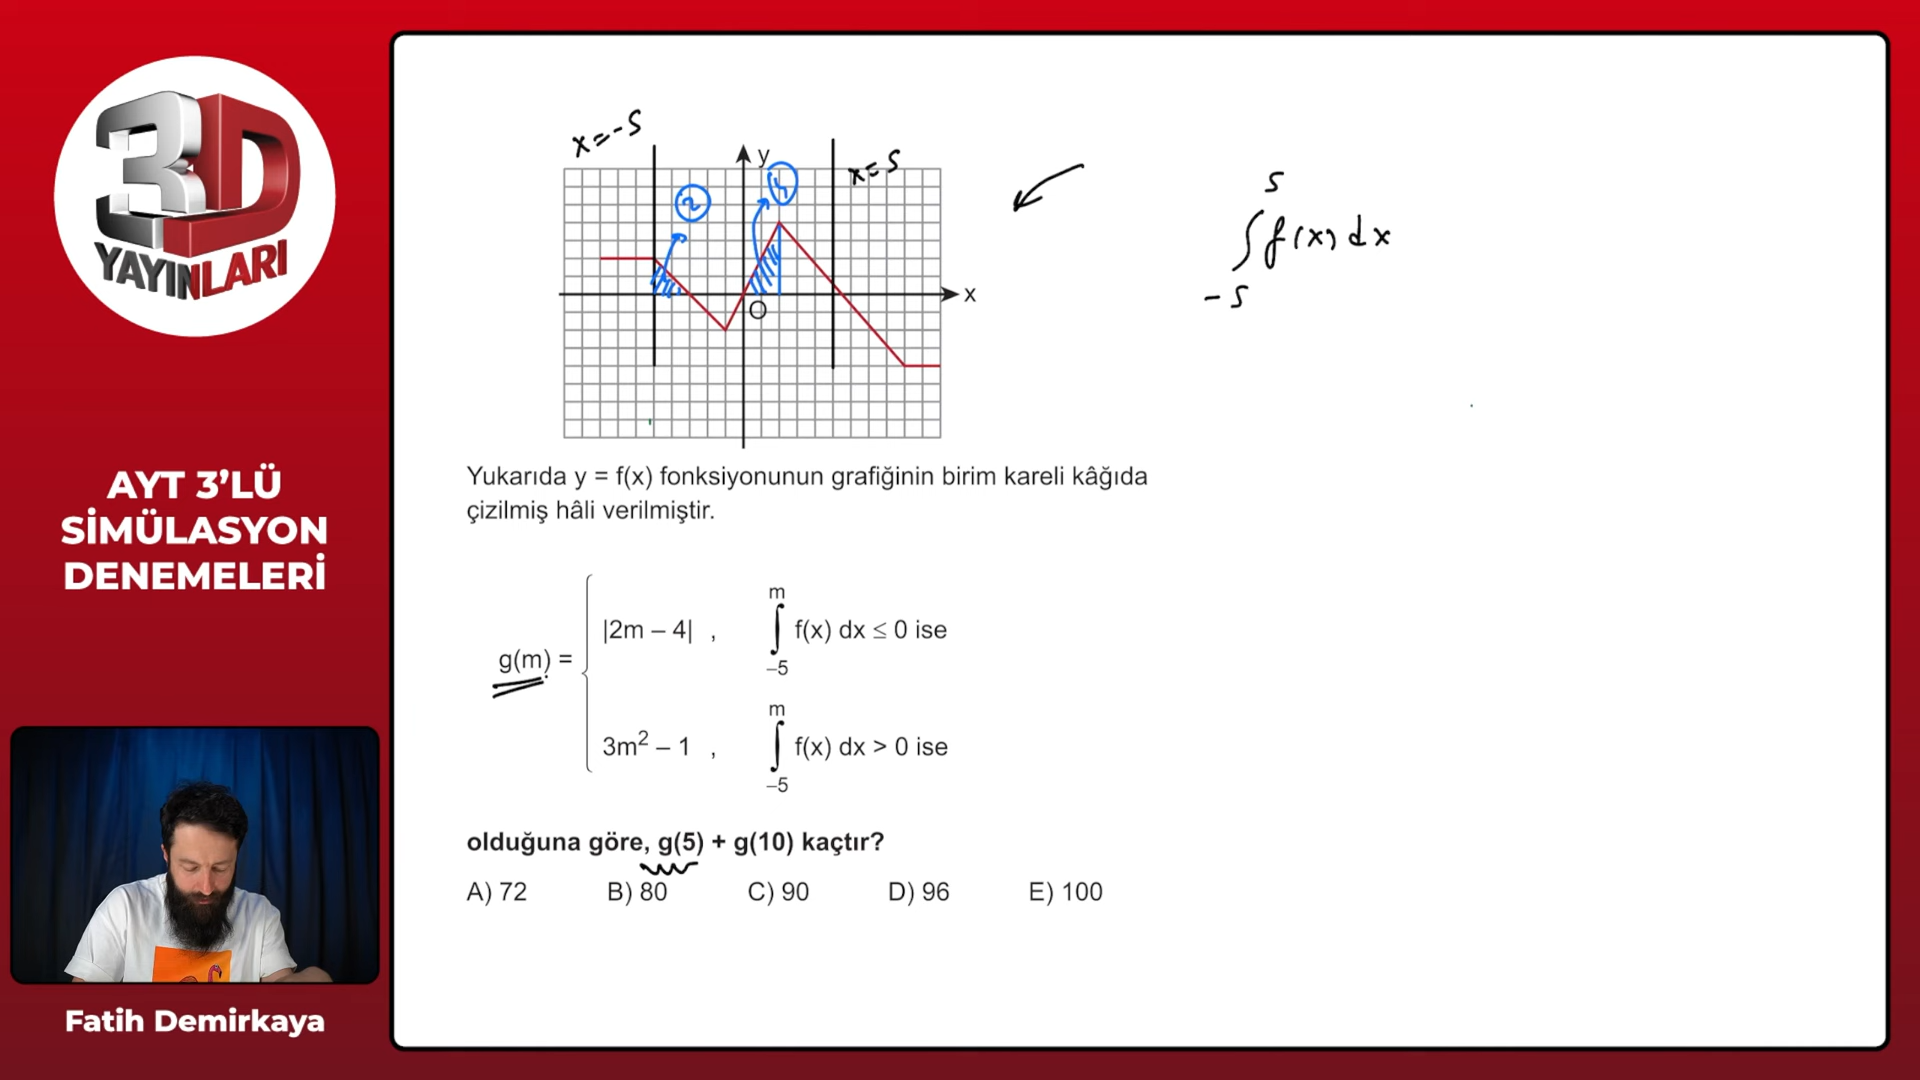 3D
YAYINLARI
AYT 3'LÜ
SİMÜLASYON
DENEMELERİ
Fatih Demirkaya
x=-5
y
x=5
2
4
x
O
5
∫ f(x) dx
-5
Yukarıda y = f(x) fonksiyonunun grafiğinin birim kareli kâğıda
çizilmiş hâli verilmiştir.
m
|2m – 4| , ∫ f(x) dx ≤ 0 ise
–5
g(m) =
m
3m² – 1 , ∫ f(x) dx > 0 ise
–5
olduğuna göre, g(5) + g(10) kaçtır?
A) 72 B) 80 C) 90 D) 96 E) 100